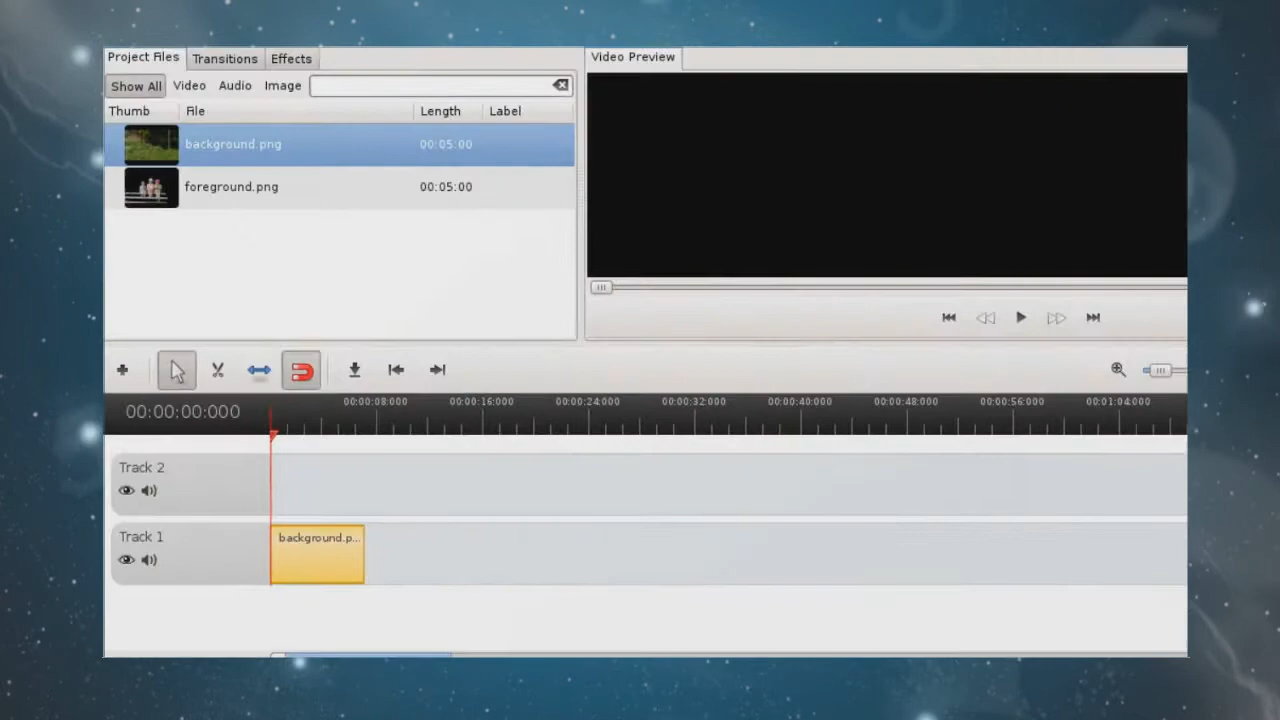 Project Files Transitions Effects
Video Preview
Show All Video Audio Image
Thumb File Length Label
background.png 00:05:00
foreground.png 00:05:00
00:00:00:000
00:00:08:000 00:00:16:000 00:00:24:000 00:00:32:000 00:00:40:000 00:00:48:000 00:00:56:000 00:01:04:000
Track 2
Track 1
background.p...